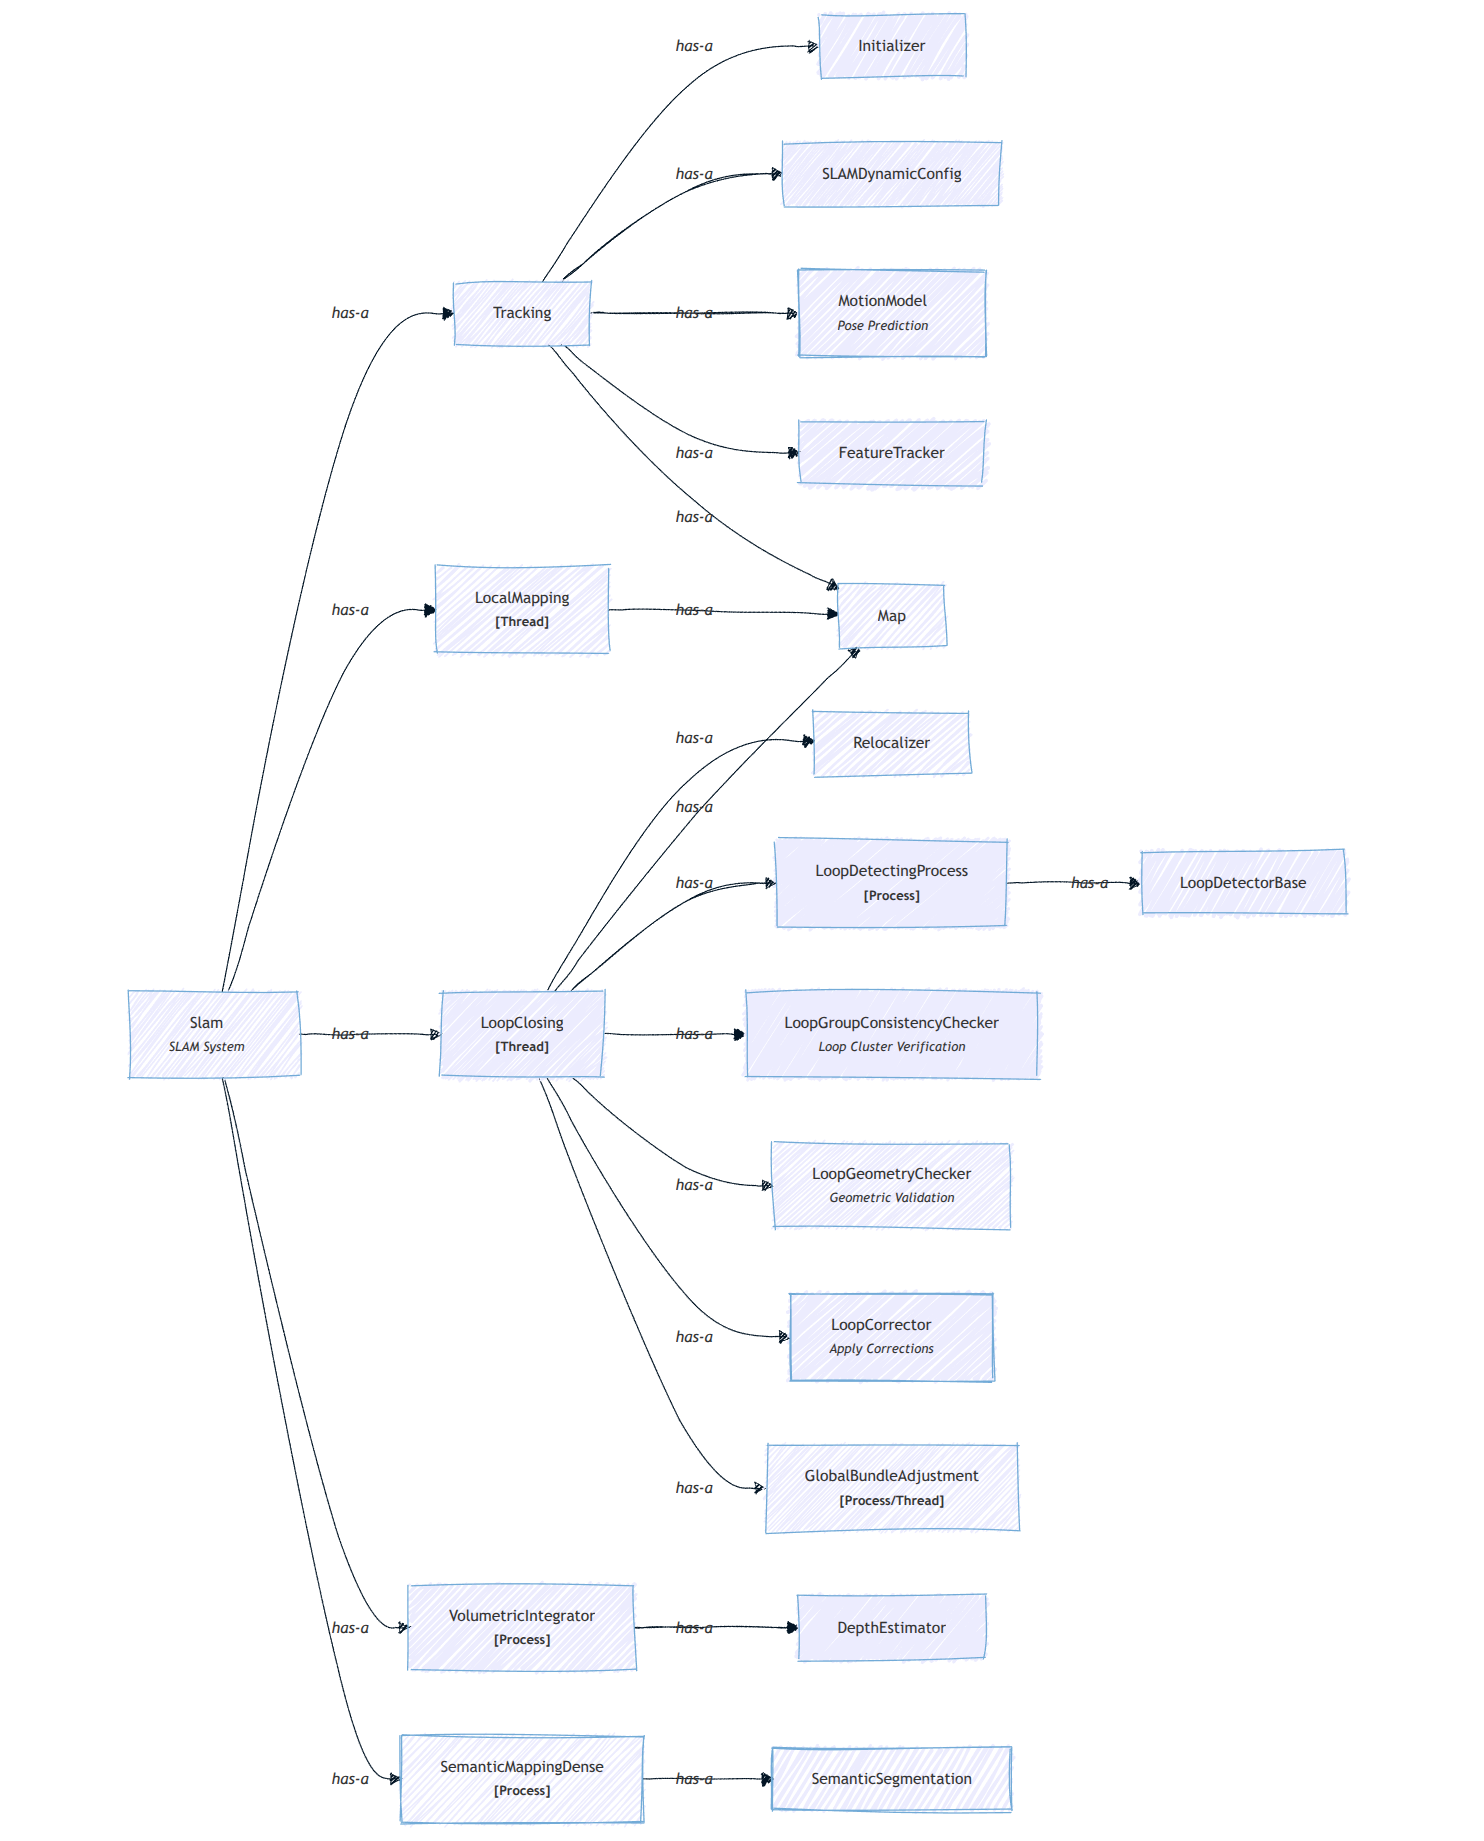 has-a
Initializer
has-a
SLAMDynamicConfig
has-a
Tracking
has-a
MotionModel
Pose Prediction
has-a
FeatureTracker
has-a
has-a
LocalMapping
[Thread]
has-a
Map
has-a
Relocalizer
has-a
has-a
LoopDetectingProcess
[Process]
has-a
LoopDetectorBase
Slam
SLAM System
has-a
LoopClosing
[Thread]
has-a
LoopGroupConsistencyChecker
Loop Cluster Verification
has-a
LoopGeometryChecker
Geometric Validation
has-a
LoopCorrector
Apply Corrections
has-a
GlobalBundleAdjustment
[Process/Thread]
has-a
VolumetricIntegrator
[Process]
has-a
DepthEstimator
has-a
SemanticMappingDense
[Process]
has-a
SemanticSegmentation